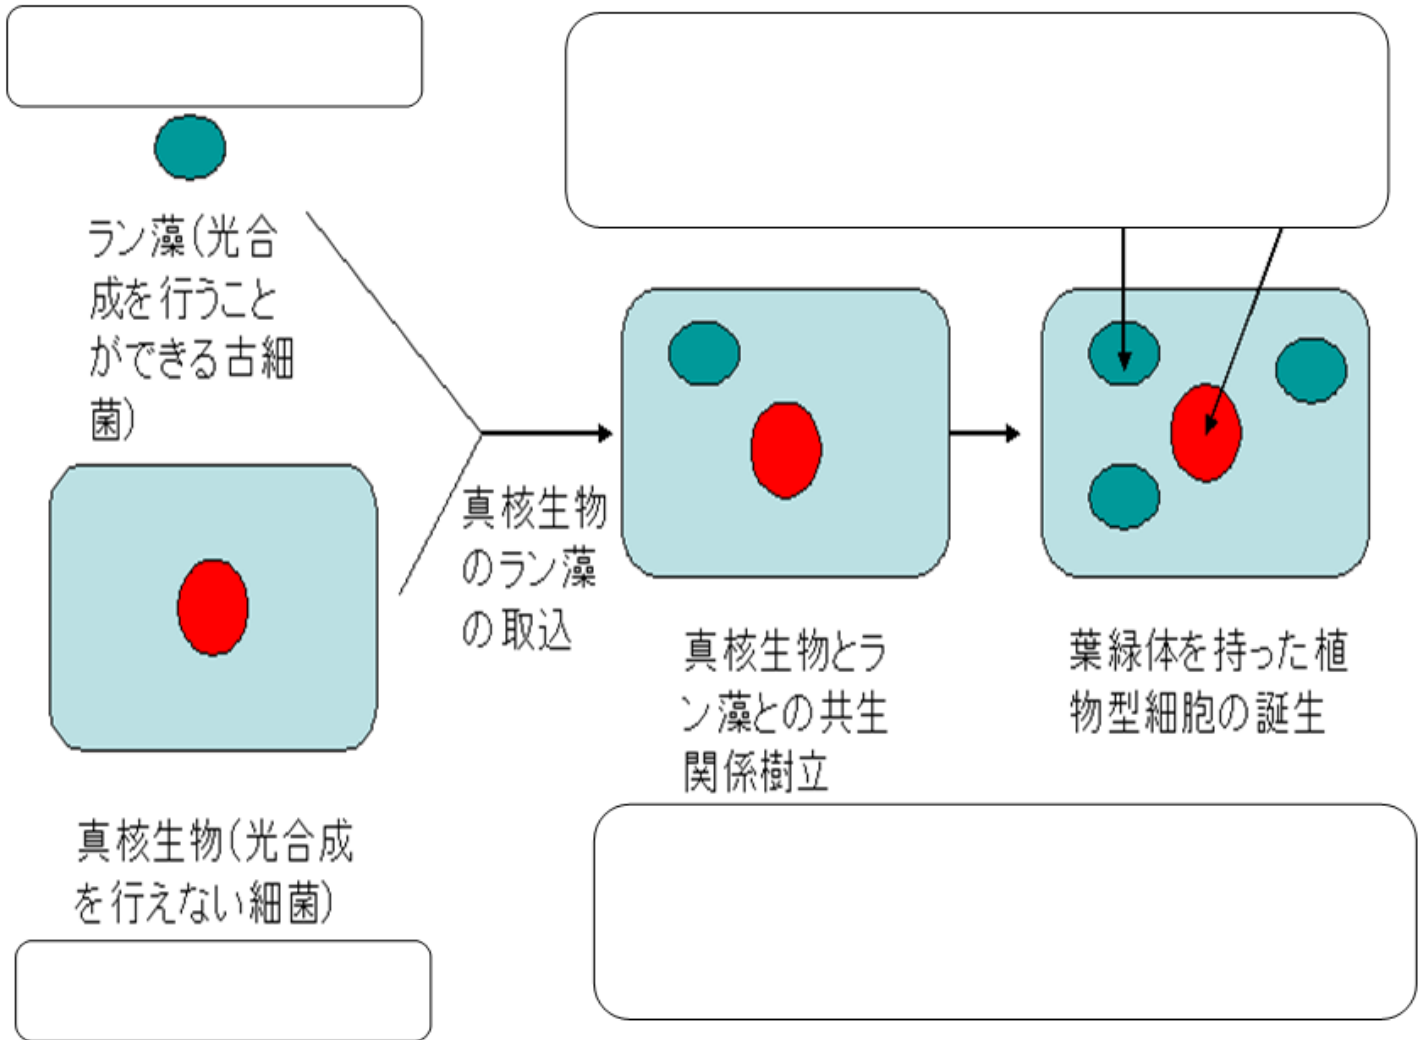 ラン藻(光合
成を行うこと
ができる古細
菌)
真核生物
のラン藻
の取込
真核生物とラ
ン藻との共生
関係樹立
葉緑体を持った植
物型細胞の誕生
真核生物(光合成
を行えない細菌)